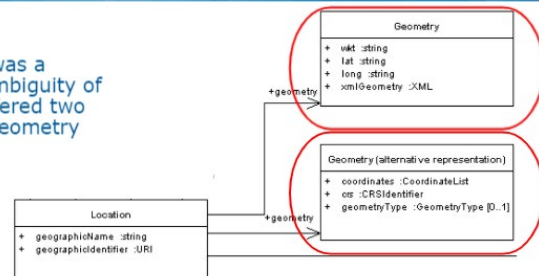 was a
mbiguity of
ered two
eometry
Geometry
+ wkt :string
+ lat :string
+ long :string
+ xmlGeometry :XML
+geometry
Geometry (alternative representation)
+ coordinates :CoordinateList
+ crs :CRSIdentifier
+ geometryType :GeometryType [0..1]
+geometry
Location
+ geographicName :string
+ geographicIdentifier :URI